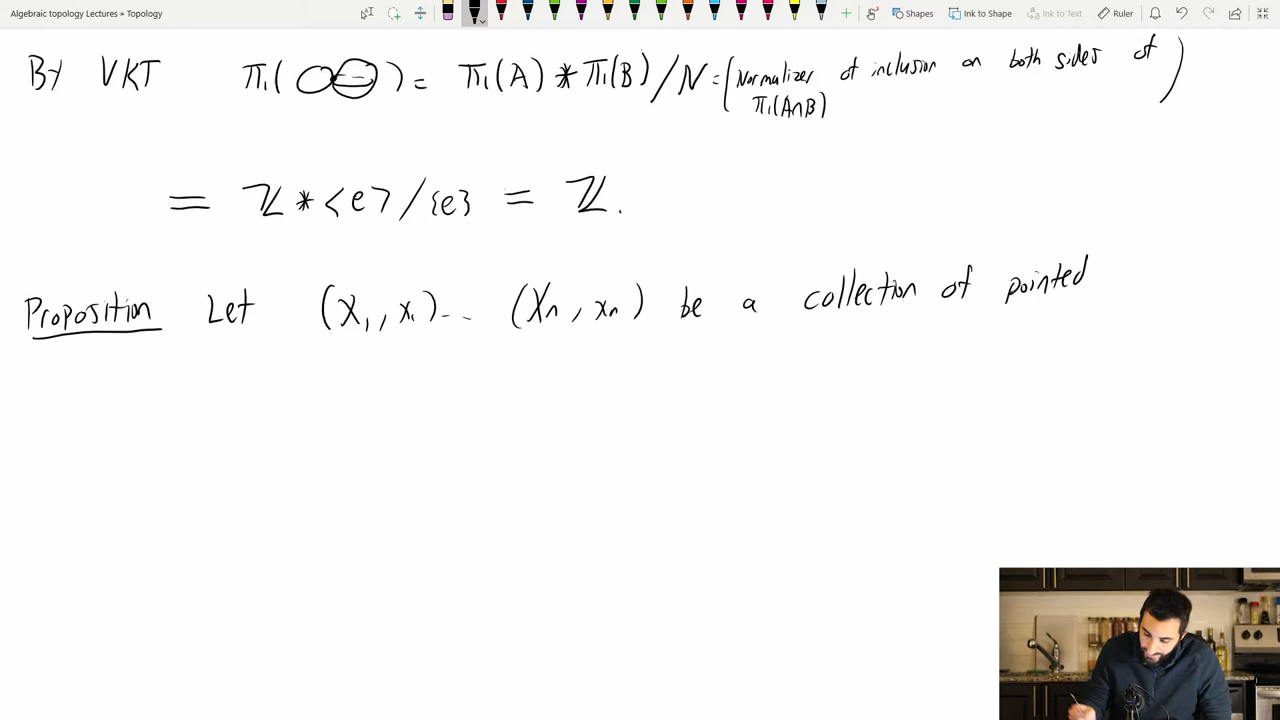 Algebraic topology Lectures » Topology
Shapes Ink to Shape Ink to Text Ruler
By VKT π₁( ) = π₁(A) * π₁(B) / N = (Normalizer of inclusion on both sides of
π₁(A∩B) )
= ℤ * <e> / {e} = ℤ.
Proposition Let (X₁, x₁) -.. (Xn, xn) be a collection of pointed